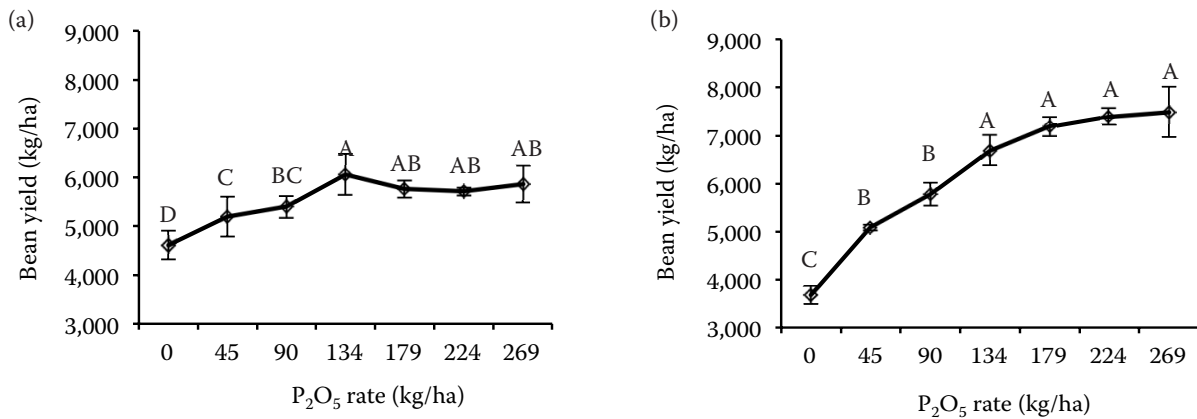 (a)
9,000
8,000
7,000
6,000
5,000
4,000
3,000
Bean yield (kg/ha)
D
C
BC
A
AB
AB
AB
0 45 90 134 179 224 269
P₂O₅ rate (kg/ha)
(b)
9,000
8,000
7,000
6,000
5,000
4,000
3,000
Bean yield (kg/ha)
C
B
B
A
A
A
A
0 45 90 134 179 224 269
P₂O₅ rate (kg/ha)